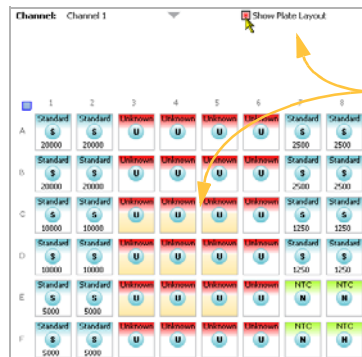 Channel: Channel 1 Show Plate Layout
1 2 3 4 5 6 7 8
Standard Standard Unknown Unknown Unknown Unknown Standard Standard
A S S U U U U S S
20000 20000 2500 2500
Standard Standard Unknown Unknown Unknown Unknown Standard Standard
B S S U U U U S S
20000 20000 2500 2500
Standard Standard Unknown Unknown Unknown Unknown Standard Standard
C S S U U U U S S
10000 10000 1250 1250
Standard Standard Unknown Unknown Unknown Unknown Standard Standard
D S S U U U U S S
10000 10000 1250 1250
Standard Standard Unknown Unknown Unknown Unknown NTC NTC
E S S U U U U N N
5000 5000
Standard Standard Unknown Unknown Unknown Unknown NTC NTC
F S S U U U U N N
5000 5000